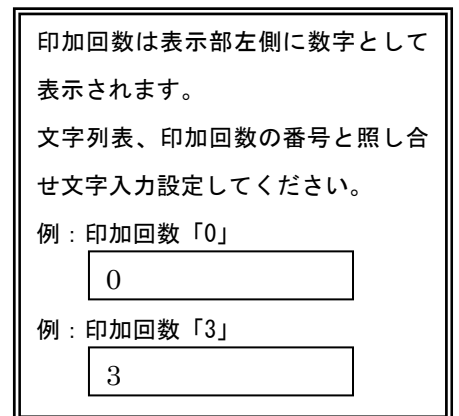 印加回数は表示部左側に数字として
表示されます。
文字列表、印加回数の番号と照し合
せ文字入力設定してください。
例：印加回数「0」
0
例：印加回数「3」
3